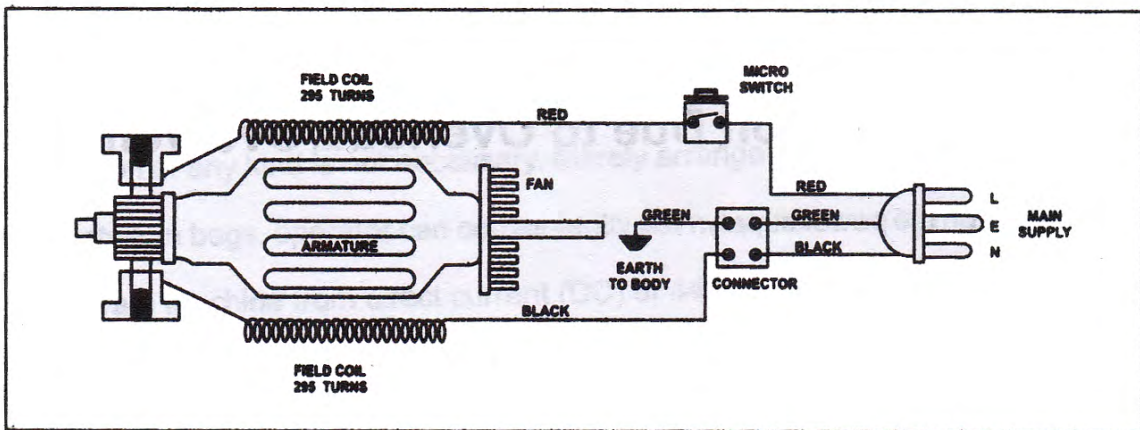 FIELD COIL
295 TURNS
MICRO
SWITCH
RED
FAN
RED
L
GREEN
GREEN
E
MAIN
SUPPLY
ARMATURE
BLACK
N
EARTH
TO BODY
CONNECTOR
BLACK
FIELD COIL
295 TURNS